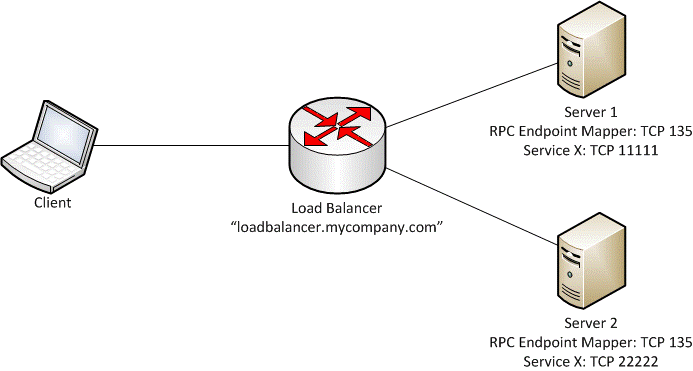 Client
Load Balancer
“loadbalancer.mycompany.com”
Server 1
RPC Endpoint Mapper: TCP 135
Service X: TCP 11111
Server 2
RPC Endpoint Mapper: TCP 135
Service X: TCP 22222